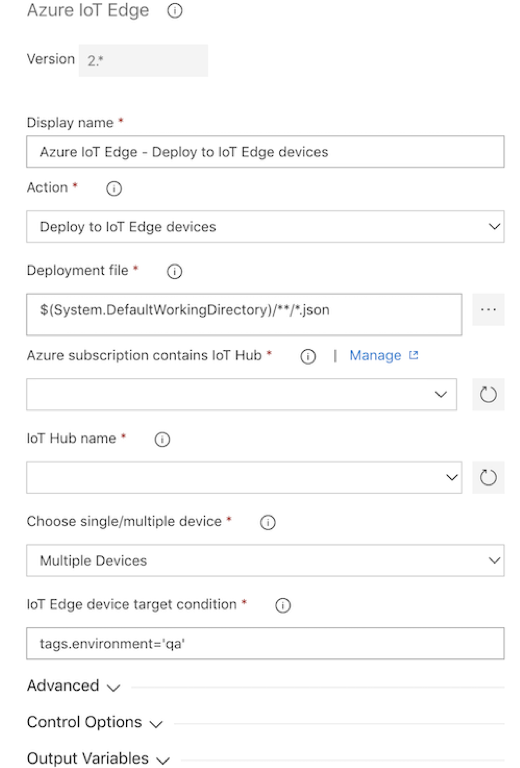 Azure IoT Edge
Version 2.*
Display name *
Azure IoT Edge - Deploy to IoT Edge devices
Action *
Deploy to IoT Edge devices
Deployment file *
$(System.DefaultWorkingDirectory)/**/*.json
Azure subscription contains IoT Hub * | Manage
IoT Hub name *
Choose single/multiple device *
Multiple Devices
IoT Edge device target condition *
tags.environment='qa'
Advanced
Control Options
Output Variables